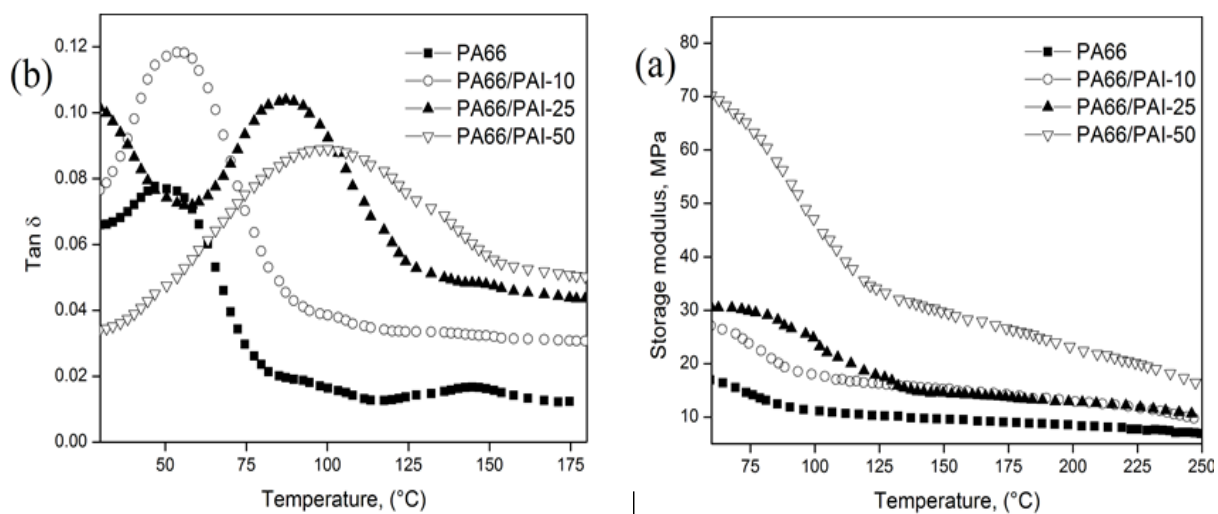 (b)
PA66
PA66/PAI-10
PA66/PAI-25
PA66/PAI-50
Tan δ
0.12
0.10
0.08
0.06
0.04
0.02
0.00
50 75 100 125 150 175
Temperature, (°C)
(a)
PA66
PA66/PAI-10
PA66/PAI-25
PA66/PAI-50
Storage modulus, MPa
80
70
60
50
40
30
20
10
75 100 125 150 175 200 225 250
Temperature, (°C)